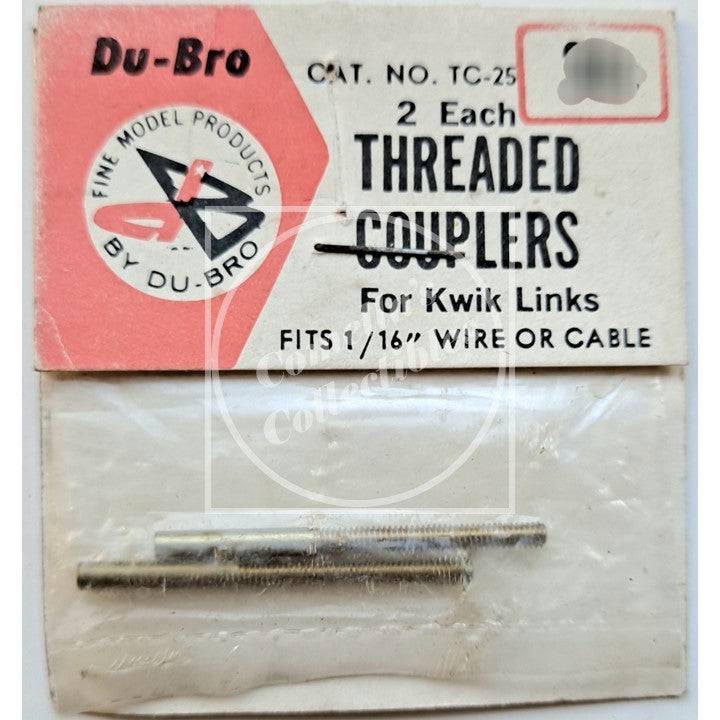 Du-Bro
CAT. NO. TC-25
2 Each
THREADED
COUPLERS
For Kwik Links
FITS 1/16" WIRE OR CABLE
FINE MODEL PRODUCTS
BY DU-BRO
Collectibles